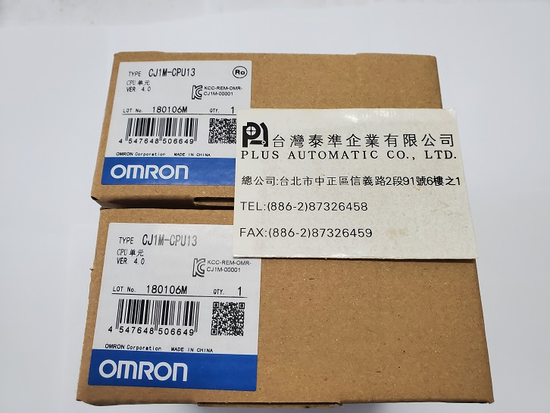 TYPE CJ1M-CPU13
CPU单元
VER. 4.0
Ro
KCC-REM-OMR-
CJ1M-00001
LOT No. 180106M QTY. 1
4 547648 506649
OMRON Corporation MADE IN CHINA
OMRON
台灣泰準企業有限公司
PLUS AUTOMATIC CO., LTD.
總公司:台北市中正區信義路2段91號6樓之1
TEL:(886-2)87326458
FAX:(886-2)87326459
TYPE CJ1M-CPU13
CPU单元
VER. 4.0
KCC-REM-OMR-
CJ1M-00001
LOT No. 180106M QTY. 1
4 547648 506649
OMRON Corporation MADE IN CHINA
OMRON